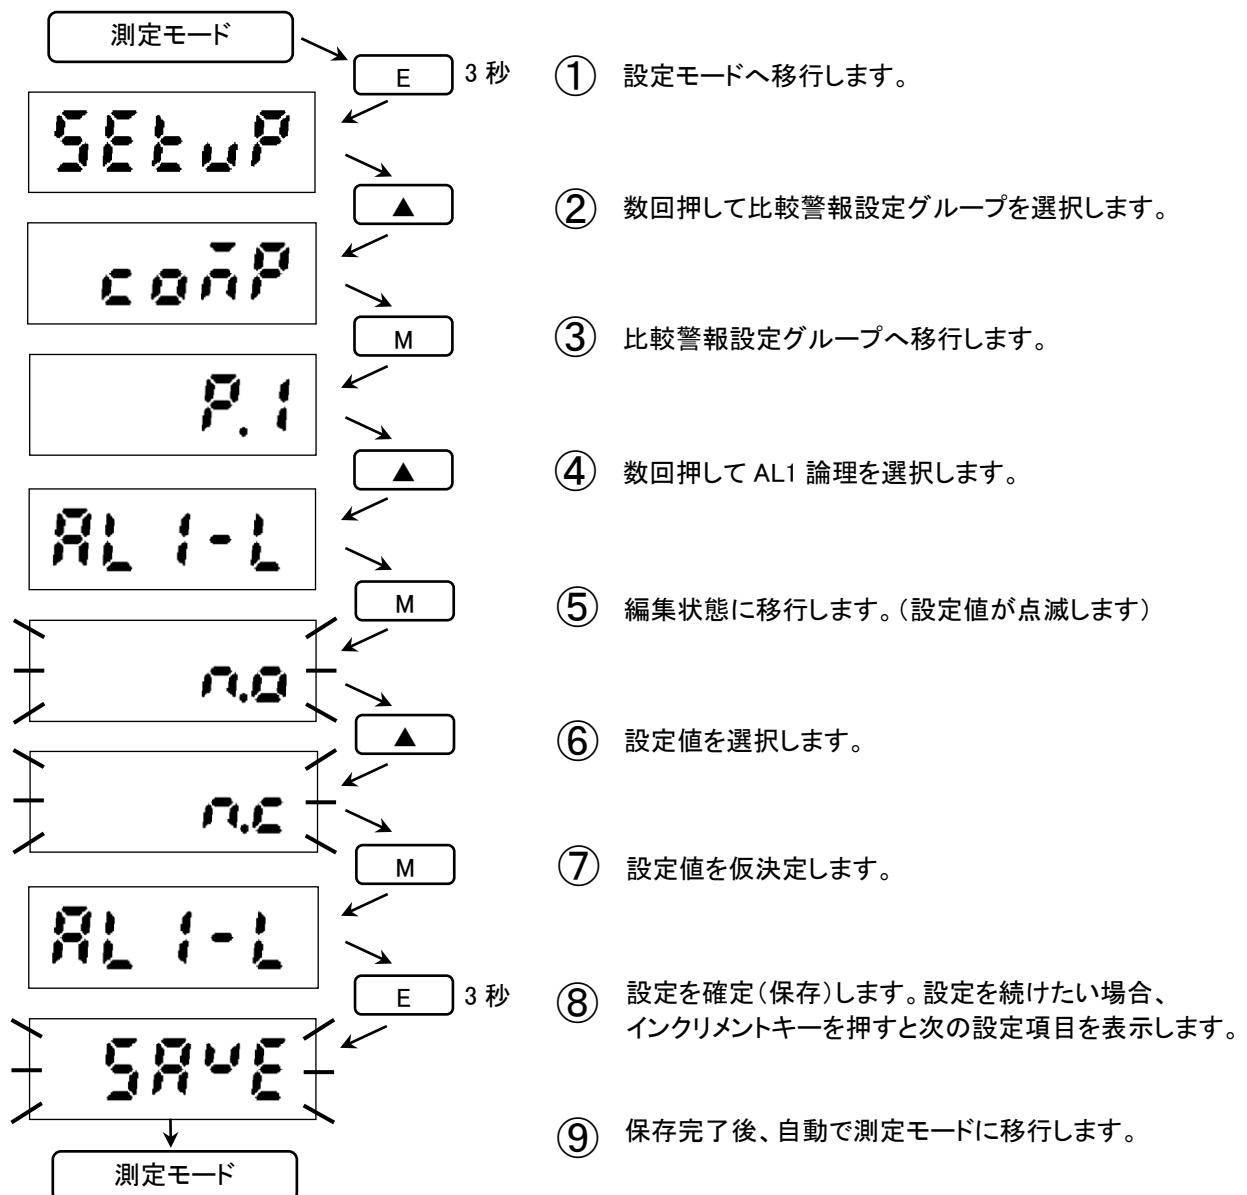 測定モード
E 3 秒 ① 設定モードへ移行します。
SEtuP
▲ ② 数回押して比較警報設定グループを選択します。
comP
M ③ 比較警報設定グループへ移行します。
P.1
▲ ④ 数回押して AL1 論理を選択します。
AL1-L
M ⑤ 編集状態に移行します。（設定値が点滅します）
n.o
▲ ⑥ 設定値を選択します。
n.c
M ⑦ 設定値を仮決定します。
AL1-L
E 3 秒 ⑧ 設定を確定（保存）します。設定を続けたい場合、
インクリメントキーを押すと次の設定項目を表示します。
SAvE
⑨ 保存完了後、自動で測定モードに移行します。
測定モード